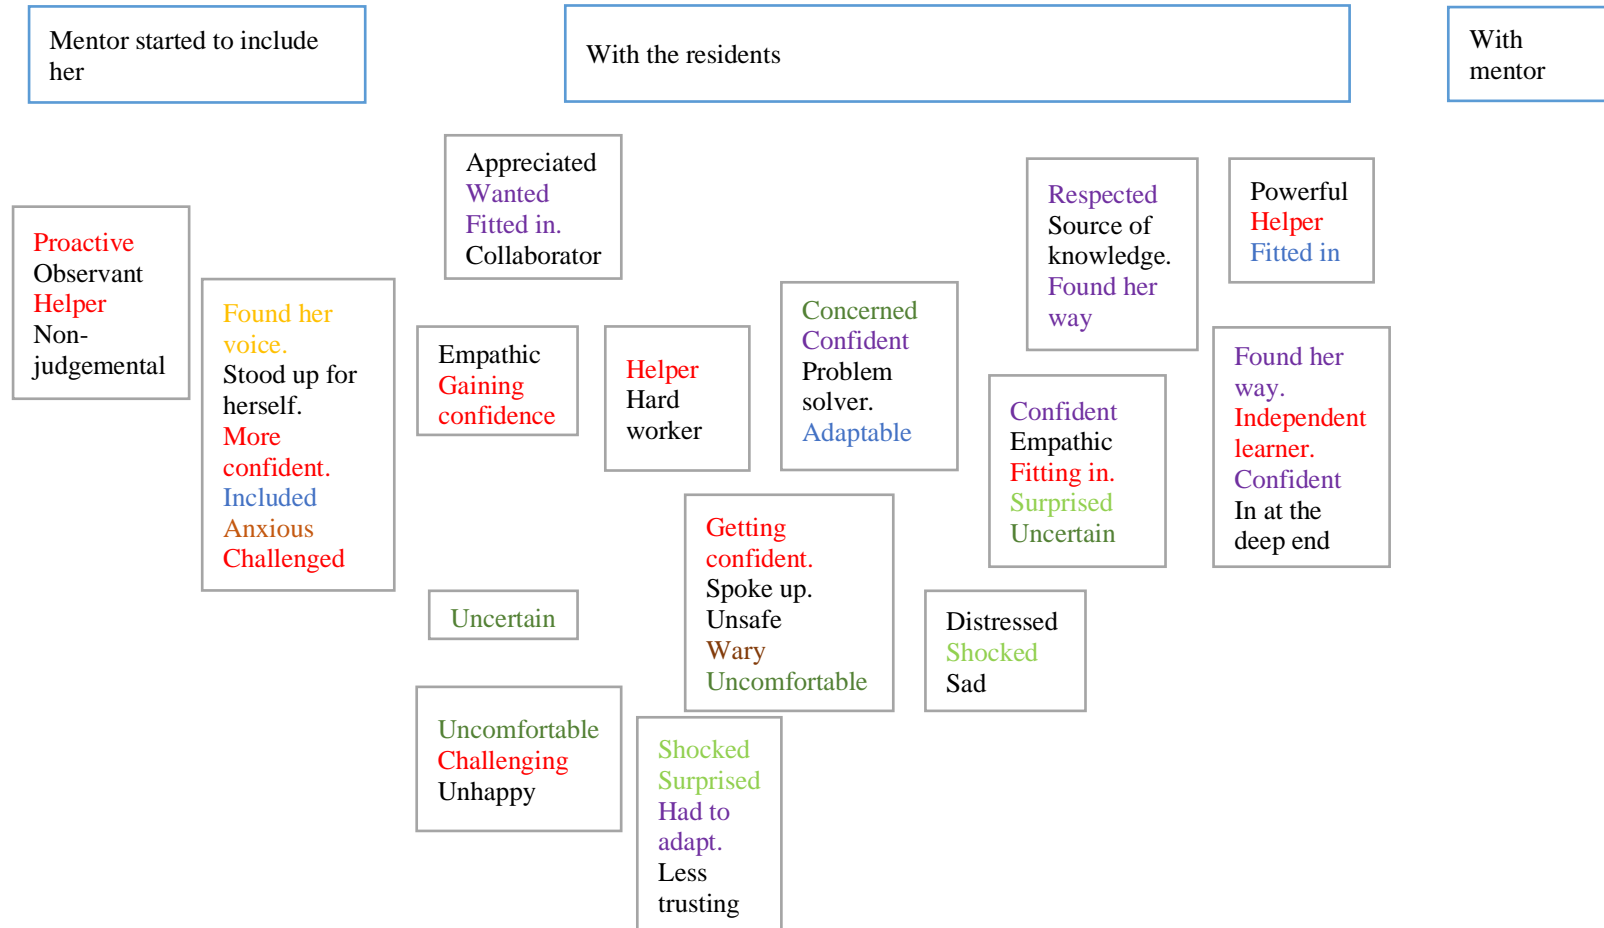 Mentor started to include
her
With the residents
With
mentor
Proactive
Observant
Helper
Non-
judgemental
Found her
voice.
Stood up for
herself.
More
confident.
Included
Anxious
Challenged
Appreciated
Wanted
Fitted in.
Collaborator
Empathic
Gaining
confidence
Uncertain
Uncomfortable
Challenging
Unhappy
Helper
Hard
worker
Getting
confident.
Spoke up.
Unsafe
Wary
Uncomfortable
Shocked
Surprised
Had to
adapt.
Less
trusting
Concerned
Confident
Problem
solver.
Adaptable
Distressed
Shocked
Sad
Respected
Source of
knowledge.
Found her
way
Confident
Empathic
Fitting in.
Surprised
Uncertain
Powerful
Helper
Fitted in
Found her
way.
Independent
learner.
Confident
In at the
deep end